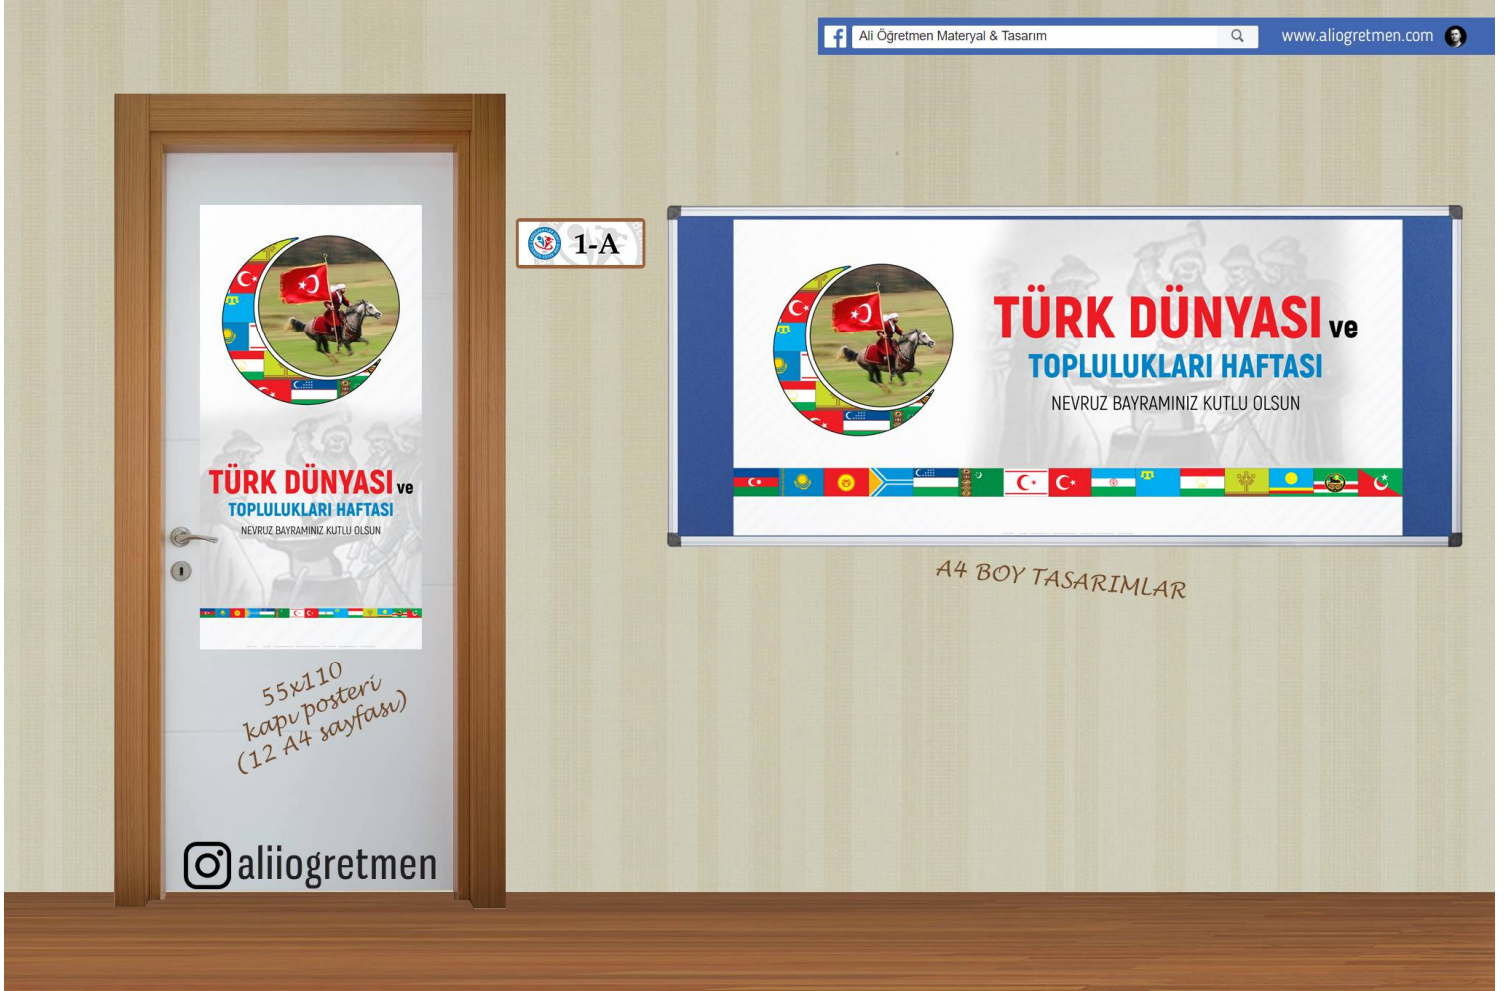 Ali Öğretmen Materyal & Tasarım
www.aliogretmen.com
1-A
TÜRK DÜNYASI ve
TOPLULUKLARI HAFTASI
NEVRUZ BAYRAMINIZ KUTLU OLSUN
55x110
kapı posteri
(12 A4 sayfası)
aliiogretmen
TÜRK DÜNYASI ve
TOPLULUKLARI HAFTASI
NEVRUZ BAYRAMINIZ KUTLU OLSUN
A4 BOY TASARIMLAR